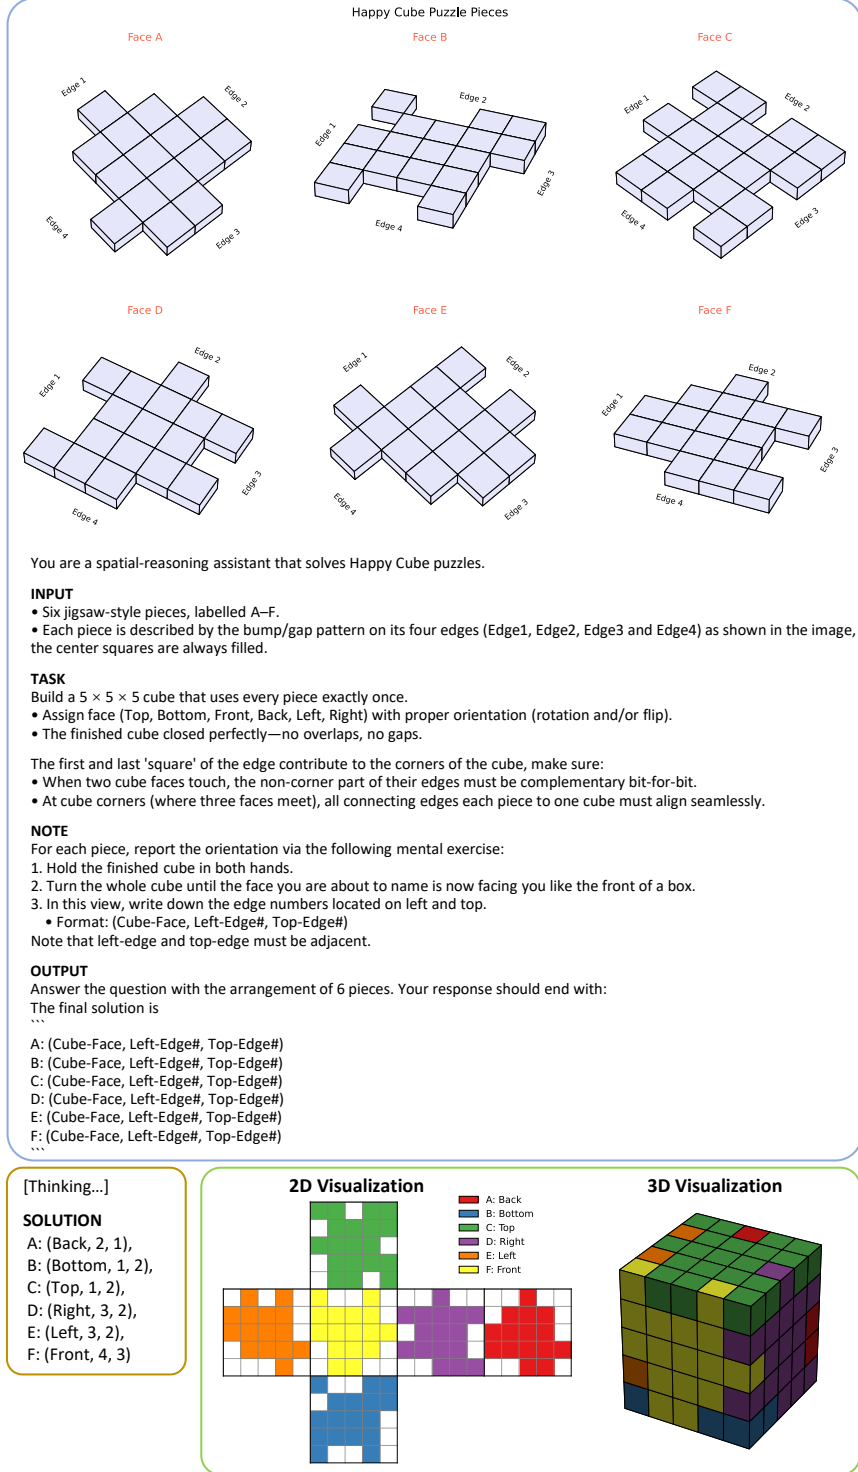 Happy Cube Puzzle Pieces
Face A
Face B
Face C
Edge 1
Edge 2
Edge 3
Edge 4
Edge 1
Edge 2
Edge 3
Edge 4
Edge 1
Edge 2
Edge 3
Edge 4
Face D
Face E
Face F
Edge 1
Edge 2
Edge 3
Edge 4
Edge 1
Edge 2
Edge 3
Edge 4
Edge 1
Edge 2
Edge 3
Edge 4
You are a spatial-reasoning assistant that solves Happy Cube puzzles.
INPUT
• Six jigsaw-style pieces, labelled A–F.
• Each piece is described by the bump/gap pattern on its four edges (Edge1, Edge2, Edge3 and Edge4) as shown in the image,
the center squares are always filled.
TASK
Build a 5 × 5 × 5 cube that uses every piece exactly once.
• Assign face (Top, Bottom, Front, Back, Left, Right) with proper orientation (rotation and/or flip).
• The finished cube closed perfectly—no overlaps, no gaps.
The first and last 'square' of the edge contribute to the corners of the cube, make sure:
• When two cube faces touch, the non-corner part of their edges must be complementary bit-for-bit.
• At cube corners (where three faces meet), all connecting edges each piece to one cube must align seamlessly.
NOTE
For each piece, report the orientation via the following mental exercise:
1. Hold the finished cube in both hands.
2. Turn the whole cube until the face you are about to name is now facing you like the front of a box.
3. In this view, write down the edge numbers located on left and top.
• Format: (Cube-Face, Left-Edge#, Top-Edge#)
Note that left-edge and top-edge must be adjacent.
OUTPUT
Answer the question with the arrangement of 6 pieces. Your response should end with:
The final solution is
```
A: (Cube-Face, Left-Edge#, Top-Edge#)
B: (Cube-Face, Left-Edge#, Top-Edge#)
C: (Cube-Face, Left-Edge#, Top-Edge#)
D: (Cube-Face, Left-Edge#, Top-Edge#)
E: (Cube-Face, Left-Edge#, Top-Edge#)
F: (Cube-Face, Left-Edge#, Top-Edge#)
```
[Thinking...]
SOLUTION
A: (Back, 2, 1),
B: (Bottom, 1, 2),
C: (Top, 1, 2),
D: (Right, 3, 2),
E: (Left, 3, 2),
F: (Front, 4, 3)
2D Visualization
A: Back
B: Bottom
C: Top
D: Right
E: Left
F: Front
3D Visualization